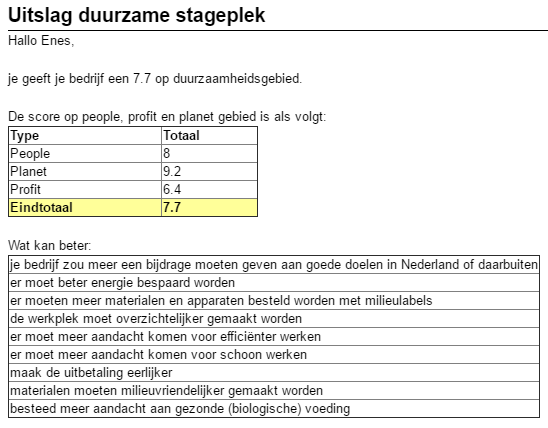 Uitslag duurzame stageplek
Hallo Enes,
je geeft je bedrijf een 7.7 op duurzaamheidsgebied.
De score op people, profit en planet gebied is als volgt:
Type Totaal
People 8
Planet 9.2
Profit 6.4
Eindtotaal 7.7
Wat kan beter:
je bedrijf zou meer een bijdrage moeten geven aan goede doelen in Nederland of daarbuiten
er moet beter energie bespaard worden
er moeten meer materialen en apparaten besteld worden met milieulabels
de werkplek moet overzichtelijker gemaakt worden
er moet meer aandacht komen voor efficiënter werken
er moet meer aandacht komen voor schoon werken
maak de uitbetaling eerlijker
materialen moeten milieuvriendelijker gemaakt worden
besteed meer aandacht aan gezonde (biologische) voeding